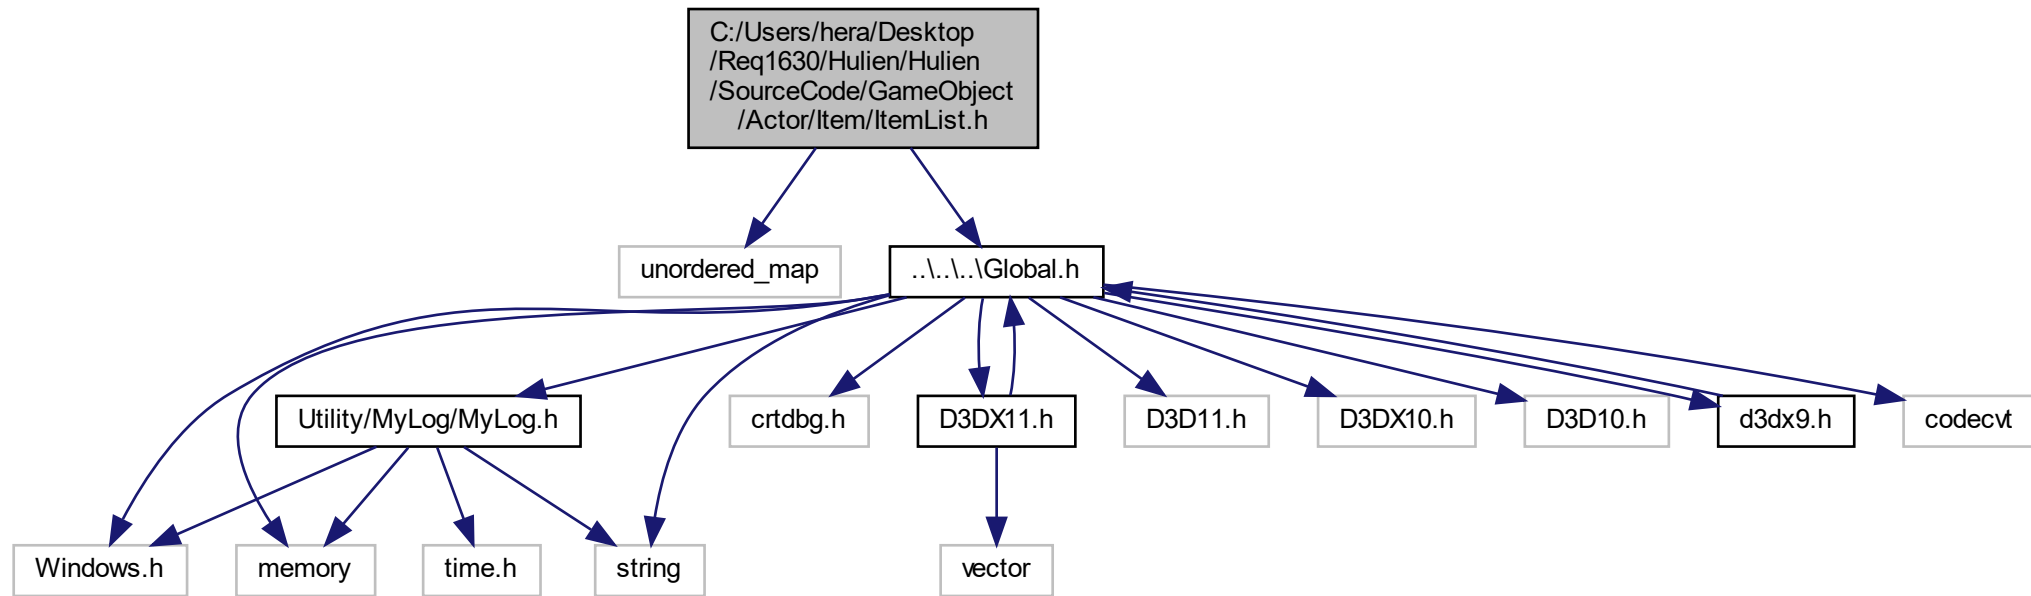 C:/Users/hera/Desktop
/Req1630/Hulien/Hulien
/SourceCode/GameObject
/Actor/Item/ItemList.h
unordered_map
..\..\..\Global.h
Utility/MyLog/MyLog.h
crtdbg.h
D3DX11.h
D3D11.h
D3DX10.h
D3D10.h
d3dx9.h
codecvt
Windows.h
memory
time.h
string
vector